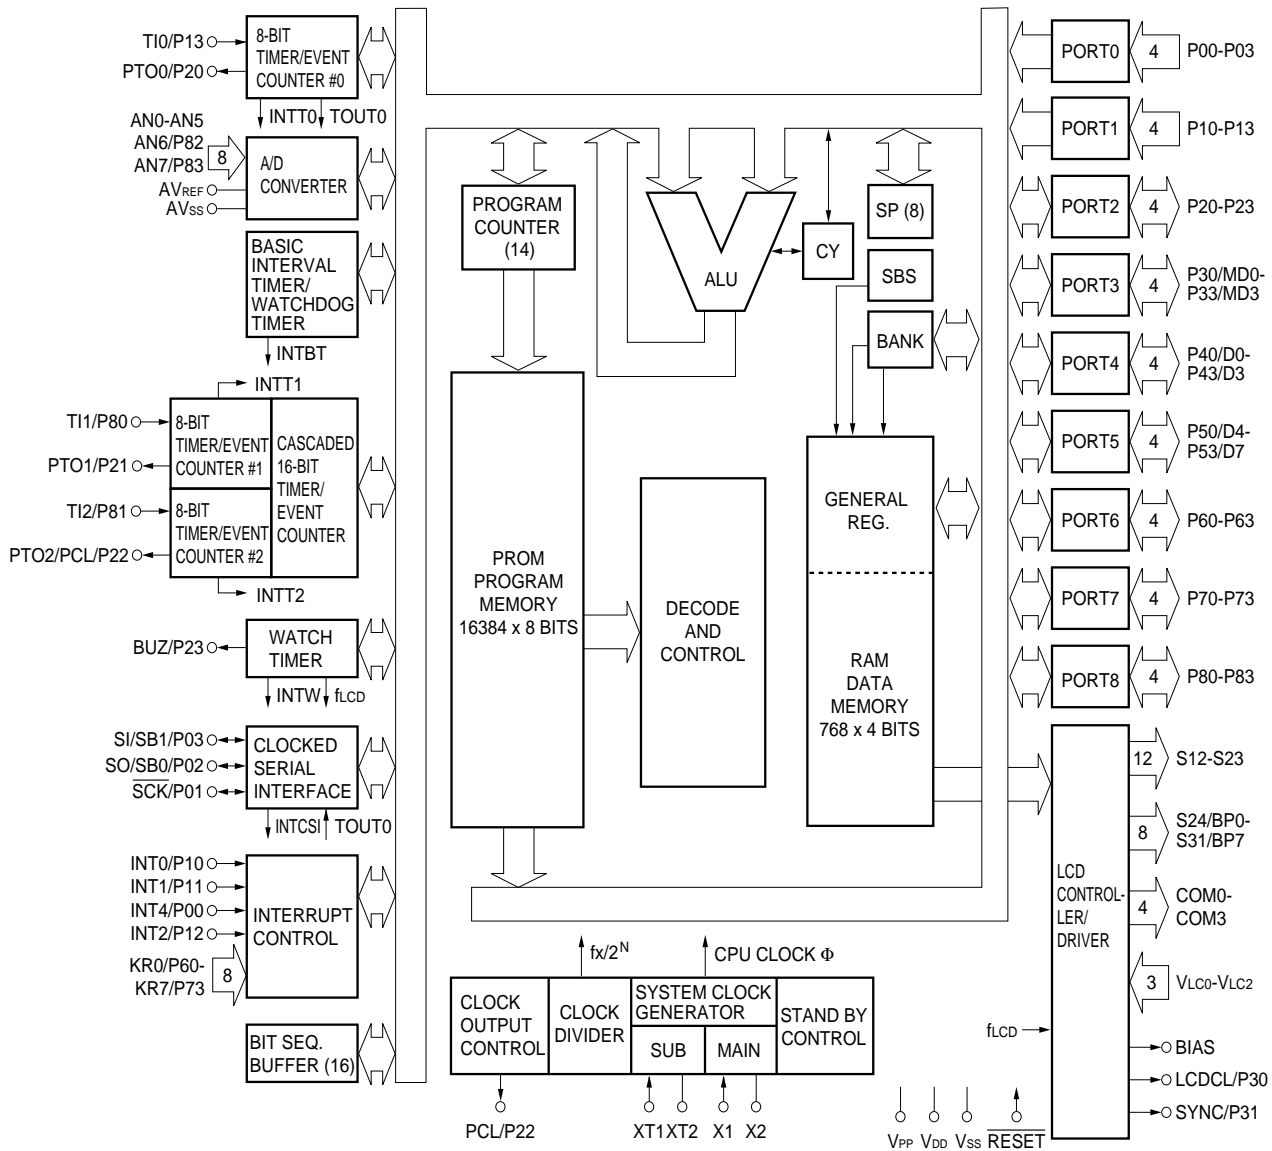 TI0/P13
PTO0/P20
8-BIT
TIMER/EVENT
COUNTER #0
INTT0
TOUT0
AN0-AN5
AN6/P82
AN7/P83
8
AVREF
AVSS
A/D
CONVERTER
BASIC
INTERVAL
TIMER/
WATCHDOG
TIMER
INTBT
INTT1
TI1/P80
PTO1/P21
8-BIT
TIMER/EVENT
COUNTER #1
TI2/P81
PTO2/PCL/P22
8-BIT
TIMER/EVENT
COUNTER #2
CASCADED
16-BIT
TIMER/
EVENT
COUNTER
INTT2
BUZ/P23
WATCH
TIMER
INTW
fLCD
SI/SB1/P03
SO/SB0/P02
SCK/P01
CLOCKED
SERIAL
INTERFACE
INTCSI
TOUT0
INT0/P10
INT1/P11
INT4/P00
INT2/P12
KR0/P60-
KR7/P73
8
INTERRUPT
CONTROL
BIT SEQ.
BUFFER (16)
PROGRAM
COUNTER
(14)
ALU
CY
SP (8)
SBS
BANK
PROM
PROGRAM
MEMORY
16384 x 8 BITS
DECODE
AND
CONTROL
GENERAL
REG.
RAM
DATA
MEMORY
768 x 4 BITS
fx/2N
CPU CLOCK Φ
CLOCK
OUTPUT
CONTROL
CLOCK
DIVIDER
SYSTEM CLOCK
GENERATOR
SUB
MAIN
STAND BY
CONTROL
PCL/P22
XT1
XT2
X1
X2
VPP
VDD
VSS
RESET
PORT0
4
P00-P03
PORT1
4
P10-P13
PORT2
4
P20-P23
PORT3
4
P30/MD0-
P33/MD3
PORT4
4
P40/D0-
P43/D3
PORT5
4
P50/D4-
P53/D7
PORT6
4
P60-P63
PORT7
4
P70-P73
PORT8
4
P80-P83
LCD
CONTROL-
LER/
DRIVER
12
S12-S23
8
S24/BP0-
S31/BP7
4
COM0-
COM3
3
VLC0-VLC2
fLCD
BIAS
LCDCL/P30
SYNC/P31